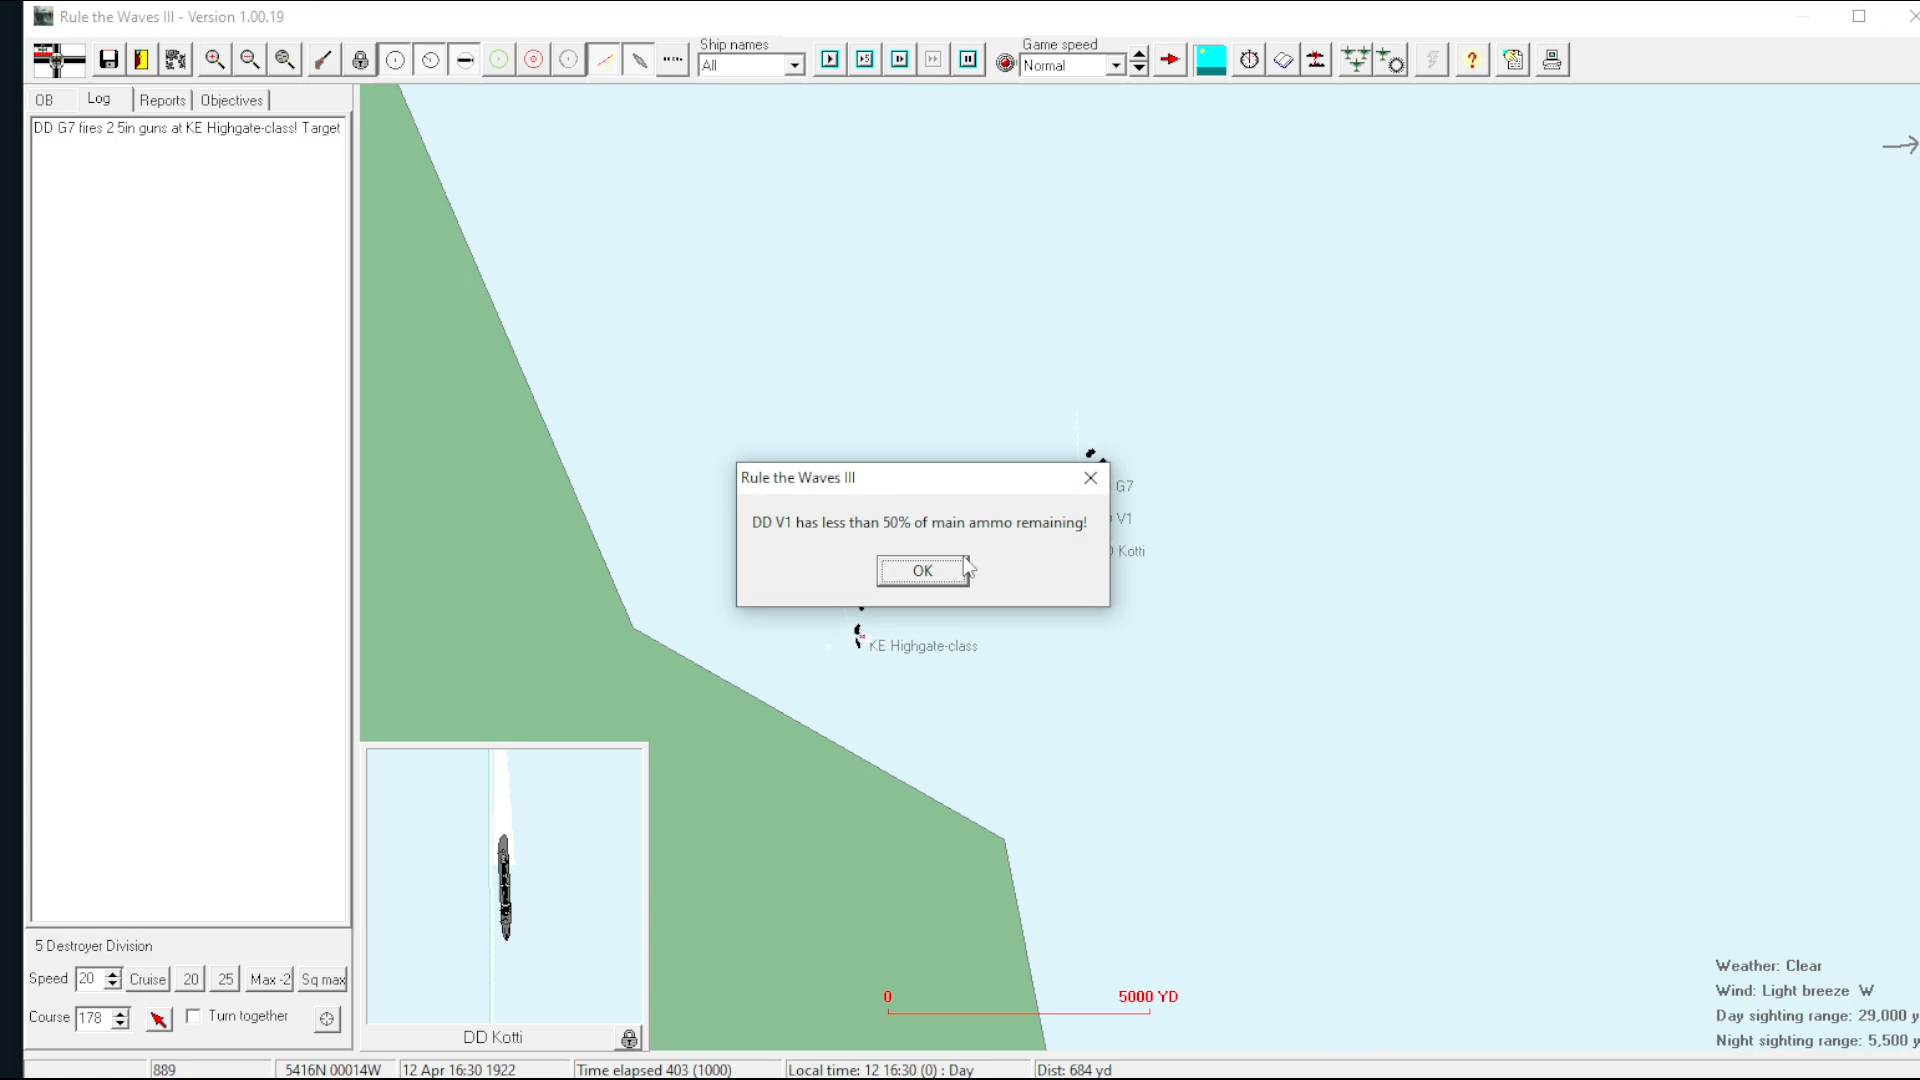 Rule the Waves III - Version 1.00.19
Ship names
All
Game speed
Normal
OB
Log
Reports
Objectives
DD G7 fires 2 5in guns at KE Highgate-class! Target
Rule the Waves III
DD V1 has less than 50% of main ammo remaining!
OK
G7
V1
Kotti
KE Highgate-class
0
5000 YD
5 Destroyer Division
Speed 20 Cruise 20 25 Max -2 Sq max
Course 178 Turn together
DD Kotti
Weather: Clear
Wind: Light breeze W
Day sighting range: 29,000 y
Night sighting range: 5,500 y
889 5416N 00014W 12 Apr 16:30 1922 Time elapsed 403 (1000) Local time: 12 16:30 (0) : Day Dist: 684 yd